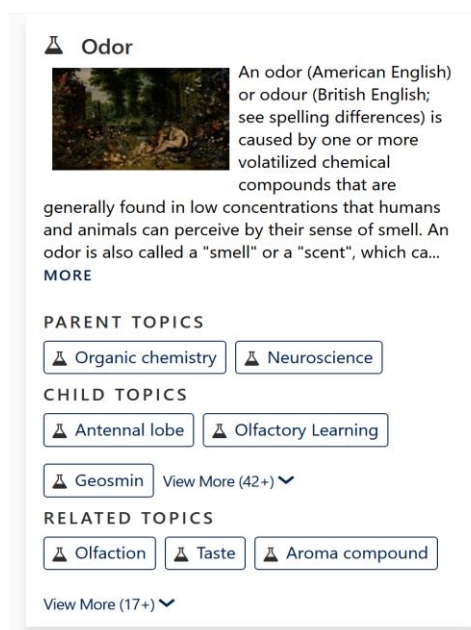 Odor
An odor (American English)
or odour (British English;
see spelling differences) is
caused by one or more
volatilized chemical
compounds that are
generally found in low concentrations that humans
and animals can perceive by their sense of smell. An
odor is also called a "smell" or a "scent", which ca...
MORE
PARENT TOPICS
Organic chemistry Neuroscience
CHILD TOPICS
Antennal lobe Olfactory Learning
Geosmin View More (42+)
RELATED TOPICS
Olfaction Taste Aroma compound
View More (17+)